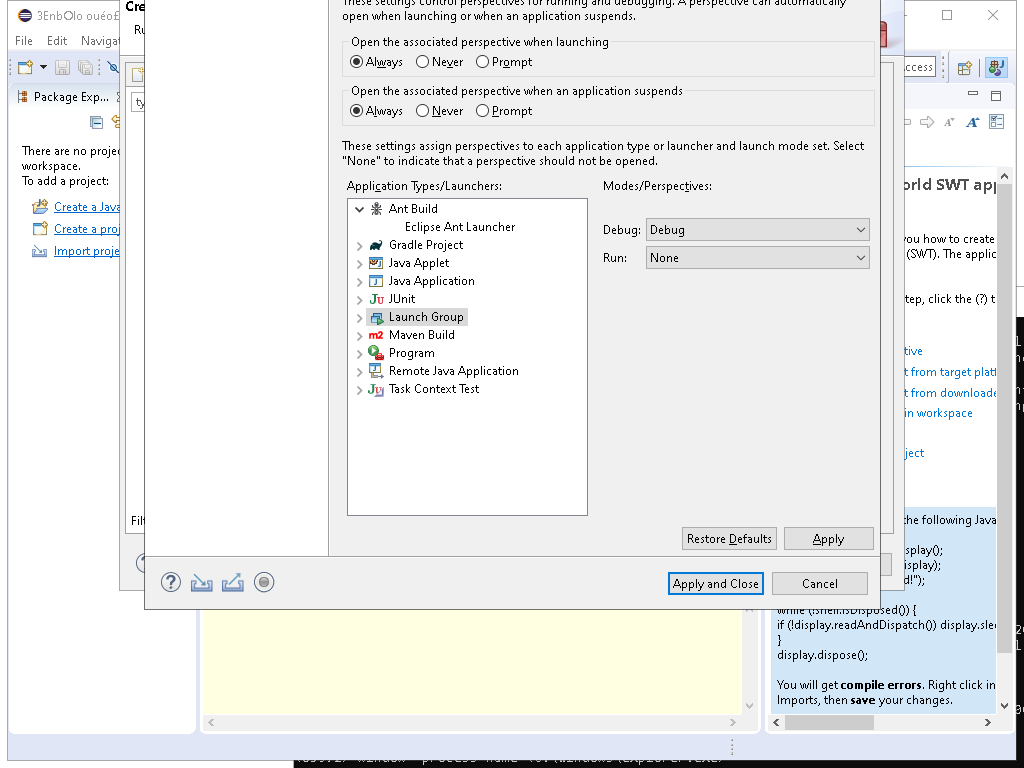 3EnbOlo ouéof
File Edit Navigat
Package Exp...
There are no proje
workspace.
To add a project:
Create a Java
Create a proj
Import proje
Cre
Ru
ty
Filt
These settings control perspectives for running and debugging. A perspective can automatically
open when launching or when an application suspends.
Open the associated perspective when launching
Always Never Prompt
Open the associated perspective when an application suspends
Always Never Prompt
These settings assign perspectives to each application type or launcher and launch mode set. Select
"None" to indicate that a perspective should not be opened.
Application Types/Launchers:
Ant Build
Eclipse Ant Launcher
Gradle Project
Java Applet
Java Application
JUnit
Launch Group
Maven Build
Program
Remote Java Application
Task Context Test
Modes/Perspectives:
Debug: Debug
Run: None
Restore Defaults Apply
Apply and Close Cancel
ccess
orld SWT app
you how to create
(SWT). The applic
tep, click the (?) t
tive
t from target platf
t from downloade
in workspace
ject
the following Java
splay();
isplay);
d!");
while (!shell.isDisposed()) {
if (!display.readAndDispatch()) display.slee
}
display.dispose();
You will get compile errors. Right click in
Imports, then save your changes.